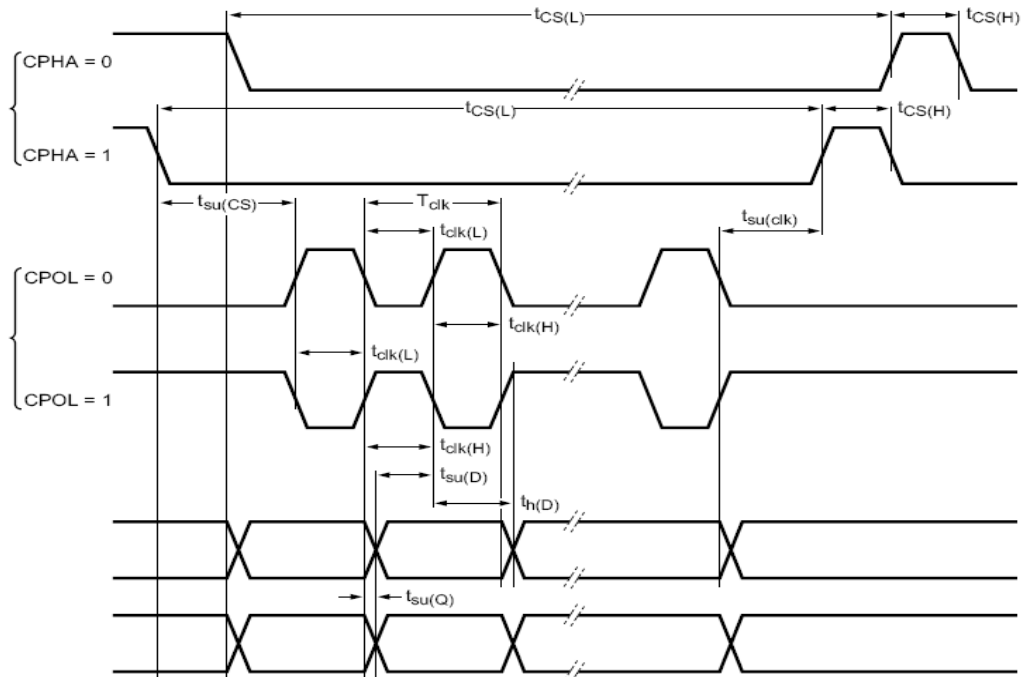 tCS(L)
tCS(H)
CPHA = 0
tCS(L)
tCS(H)
CPHA = 1
tsu(CS)
Tclk
tsu(clk)
tclk(L)
CPOL = 0
tclk(H)
tclk(L)
CPOL = 1
tclk(H)
tsu(D)
th(D)
tsu(Q)